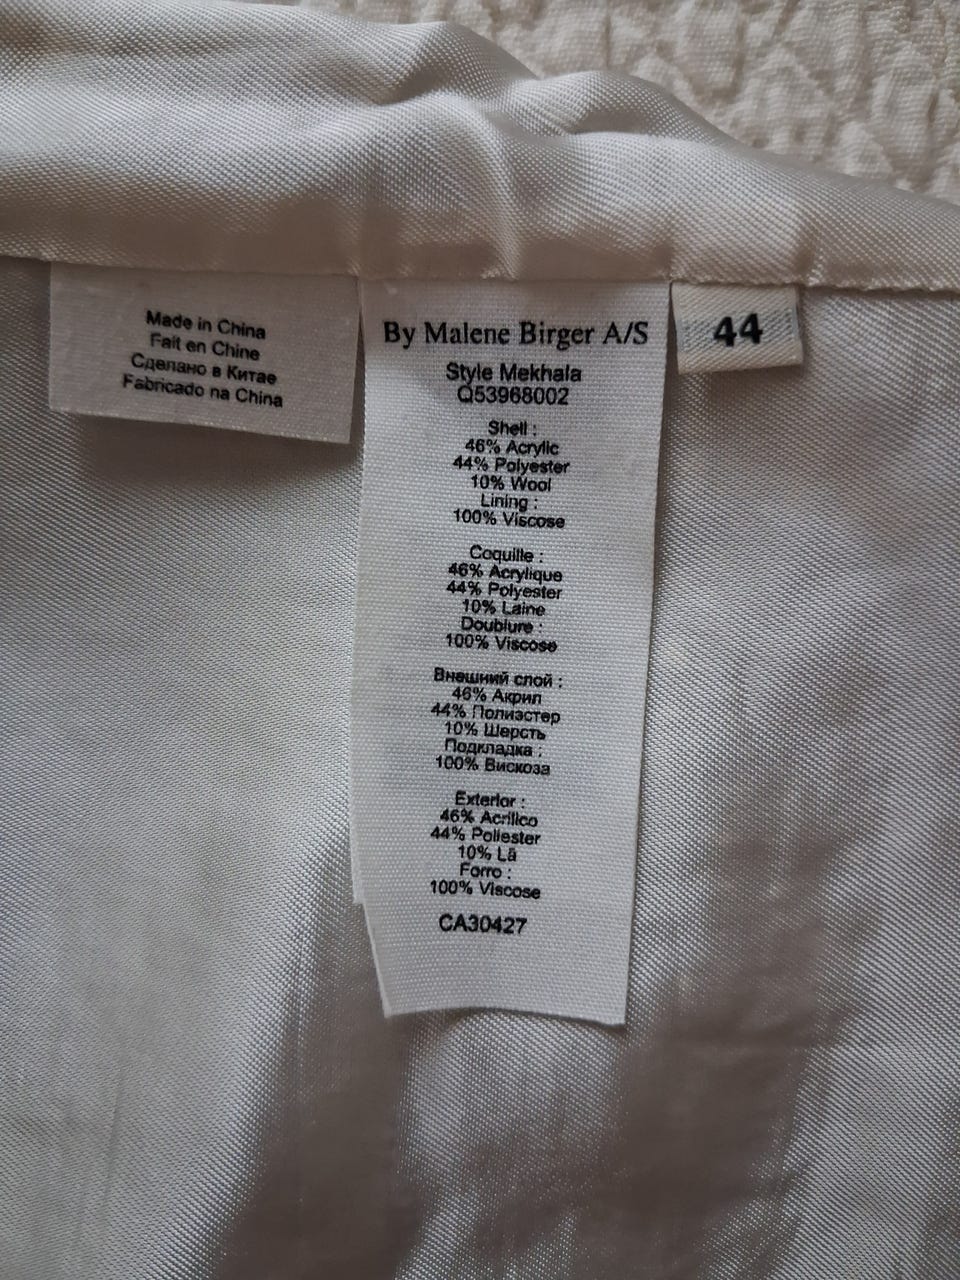 Made in China
Fait en Chine
Сделано в Китае
Fabricado na China
By Malene Birger A/S
Style Mekhala
Q53968002
Shell :
46% Acrylic
44% Polyester
10% Wool
Lining :
100% Viscose
Coquille :
46% Acrylique
44% Polyester
10% Laine
Doublure :
100% Viscose
Внешний слой :
46% Акрил
44% Полиэстер
10% Шерсть
Подкладка :
100% Вискоза
Exterior :
46% Acrilico
44% Poliester
10% Lã
Forro :
100% Viscose
CA30427
44